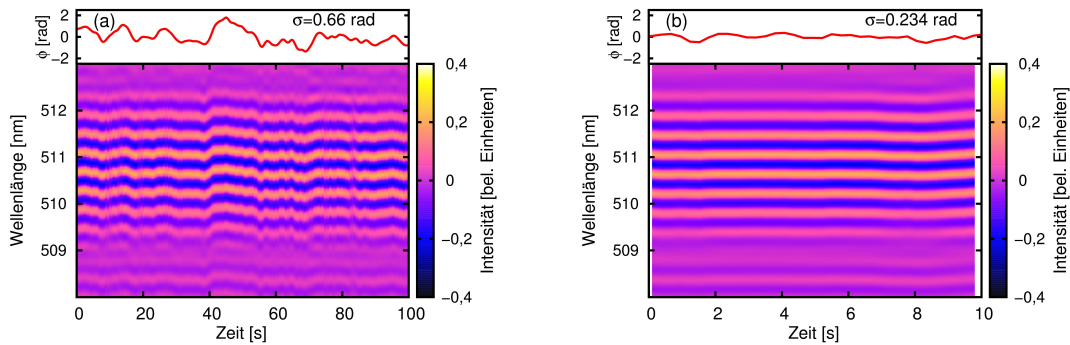 (a)
σ=0.66 rad
ϕ [rad]
2
0
−2
Wellenlänge [nm]
512
511
510
509
0 20 40 60 80 100
Zeit [s]
0,4
0,2
0
−0,2
−0,4
Intensität [bel. Einheiten]
(b)
σ=0.234 rad
ϕ [rad]
2
0
−2
Wellenlänge [nm]
512
511
510
509
0 2 4 6 8 10
Zeit [s]
0,4
0,2
0
−0,2
−0,4
Intensität [bel. Einheiten]